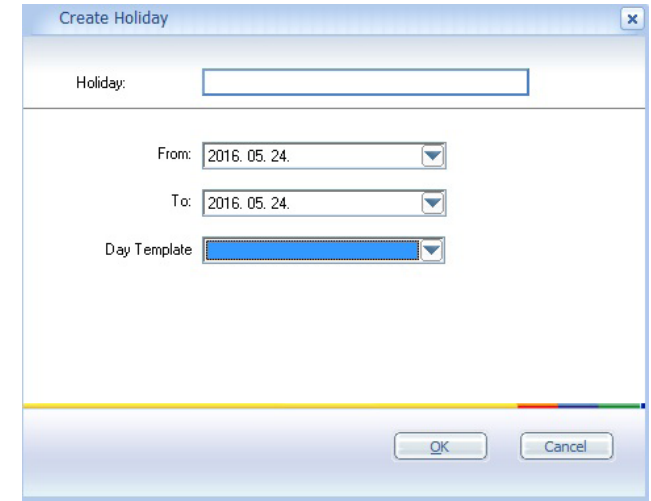 Create Holiday
Holiday:
From: 2016. 05. 24.
To: 2016. 05. 24.
Day Template
OK Cancel